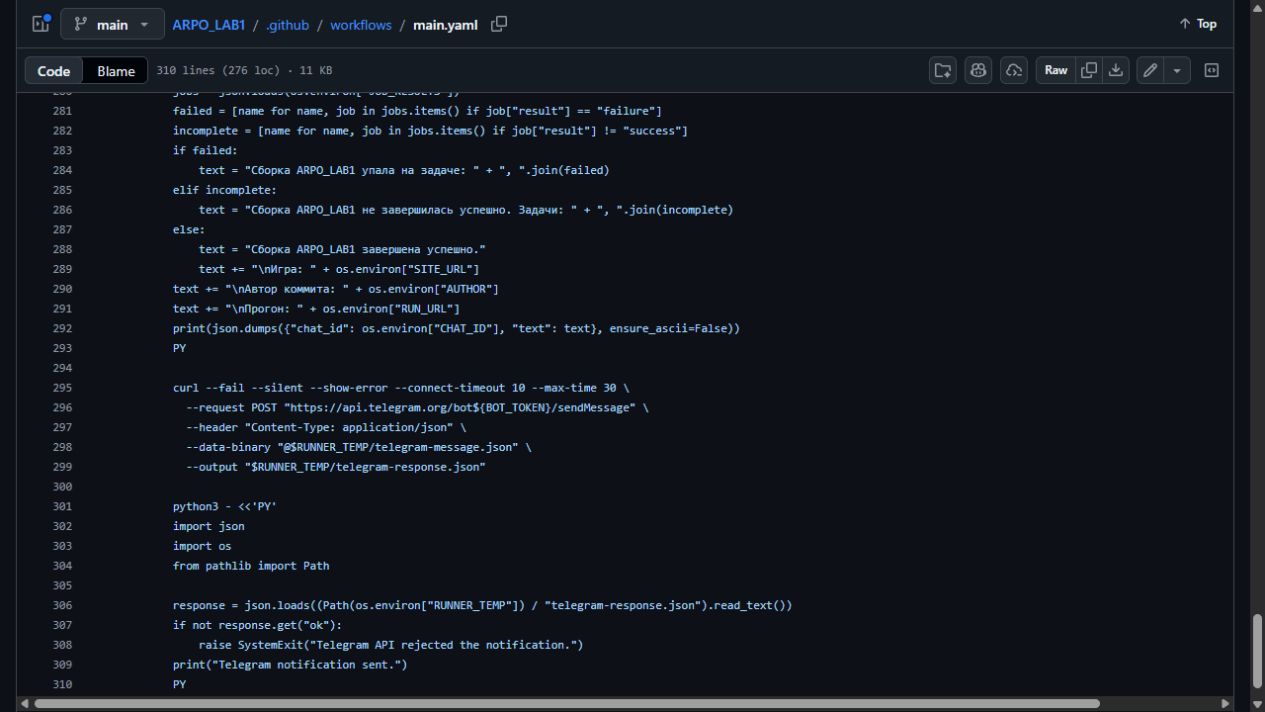 main
ARPO_LAB1 / .github / workflows / main.yaml
Top
Code Blame 310 lines (276 loc) · 11 KB
Raw
281 failed = [name for name, job in jobs.items() if job["result"] == "failure"]
282 incomplete = [name for name, job in jobs.items() if job["result"] != "success"]
283 if failed:
284 text = "Сборка ARPO_LAB1 упала на задаче: " + ", ".join(failed)
285 elif incomplete:
286 text = "Сборка ARPO_LAB1 не завершилась успешно. Задачи: " + ", ".join(incomplete)
287 else:
288 text = "Сборка ARPO_LAB1 завершена успешно."
289 text += "\nИгра: " + os.environ["SITE_URL"]
290 text += "\nАвтор коммита: " + os.environ["AUTHOR"]
291 text += "\nПрогон: " + os.environ["RUN_URL"]
292 print(json.dumps({"chat_id": os.environ["CHAT_ID"], "text": text}, ensure_ascii=False))
293 PY
294
295 curl --fail --silent --show-error --connect-timeout 10 --max-time 30 \
296 --request POST "https://api.telegram.org/bot${BOT_TOKEN}/sendMessage" \
297 --header "Content-Type: application/json" \
298 --data-binary "@$RUNNER_TEMP/telegram-message.json" \
299 --output "$RUNNER_TEMP/telegram-response.json"
300
301 python3 - <<'PY'
302 import json
303 import os
304 from pathlib import Path
305
306 response = json.loads((Path(os.environ["RUNNER_TEMP"]) / "telegram-response.json").read_text())
307 if not response.get("ok"):
308 raise SystemExit("Telegram API rejected the notification.")
309 print("Telegram notification sent.")
310 PY